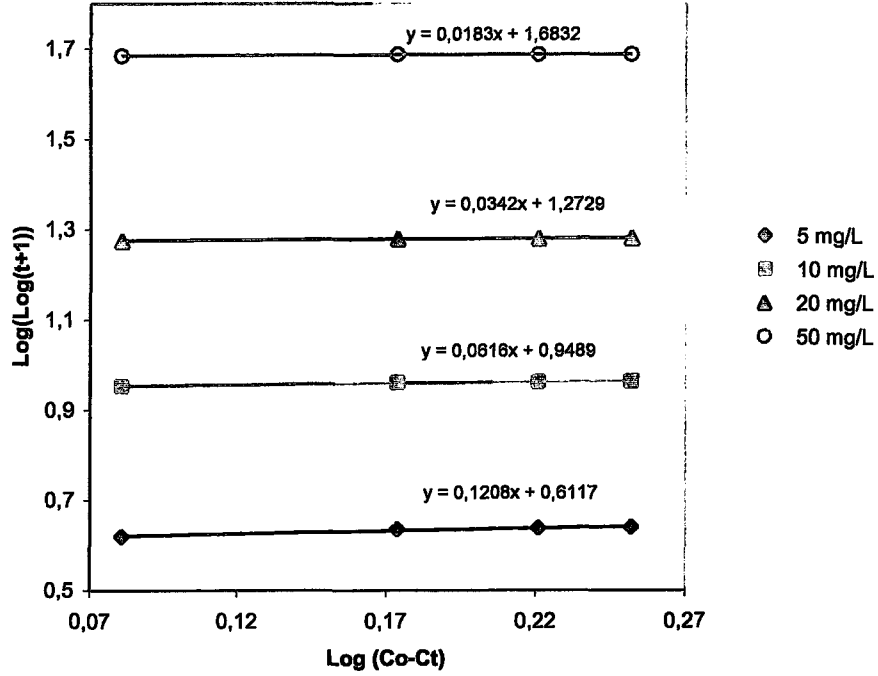 y = 0,0183x + 1,6832
1,7
1,5
y = 0,0342x + 1,2729
1,3
1,1
y = 0,0616x + 0,9489
0,9
y = 0,1208x + 0,6117
0,7
0,5
0,07 0,12 0,17 0,22 0,27
Log (Co-Ct)
Log(Log(t+1))
5 mg/L
10 mg/L
20 mg/L
50 mg/L